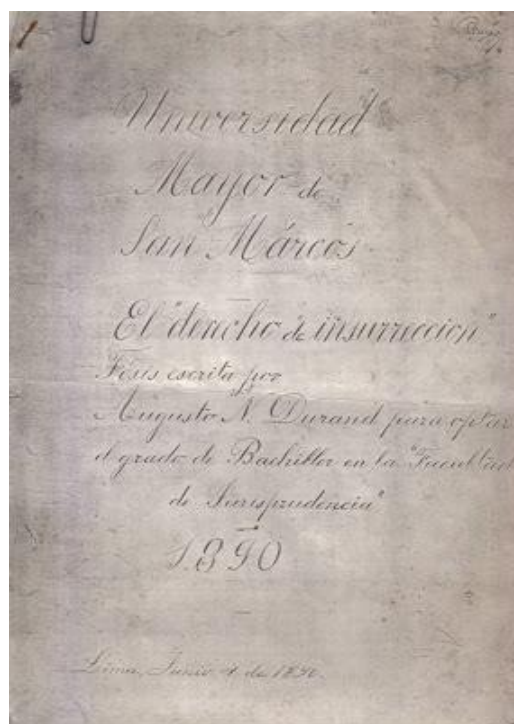 Universidad
Mayor de
San Márcos
El "derecho de insurreccion"
Tésis escrita por
Augusto N. Durand para optar
el grado de Bachiller en la "Facultad
de Jurisprudencia"
1890
Lima, Junio 4 de 1890.